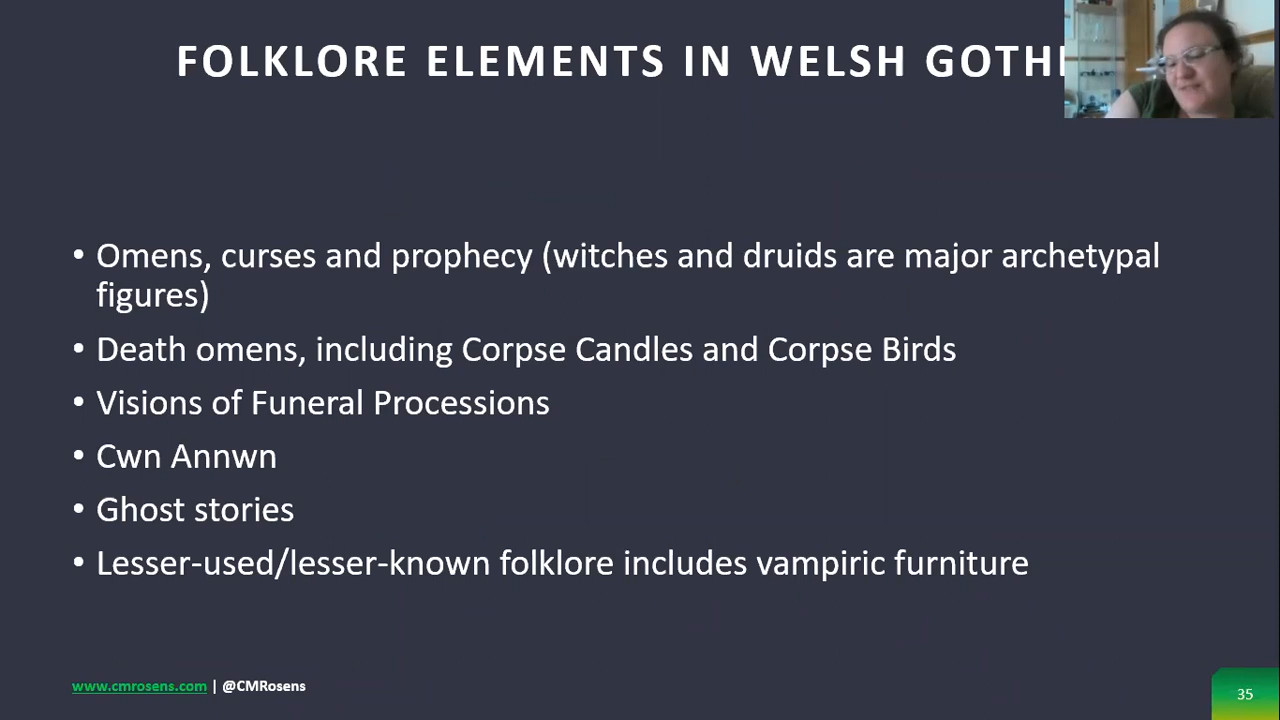 FOLKLORE ELEMENTS IN WELSH GOTH
• Omens, curses and prophecy (witches and druids are major archetypal
figures)
• Death omens, including Corpse Candles and Corpse Birds
• Visions of Funeral Processions
• Cwn Annwn
• Ghost stories
• Lesser-used/lesser-known folklore includes vampiric furniture
www.cmrosens.com | @CMRosens
35